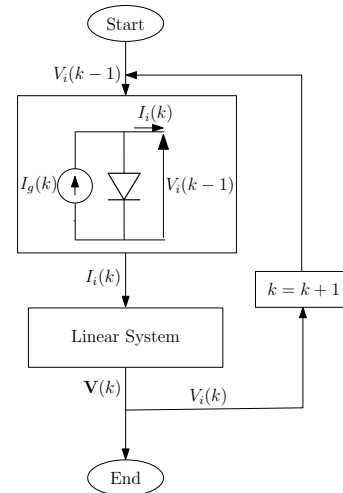 Start
V_i(k−1)
I_i(k)
I_g(k)
V_i(k−1)
I_i(k)
k = k + 1
Linear System
V(k)
V_i(k)
End